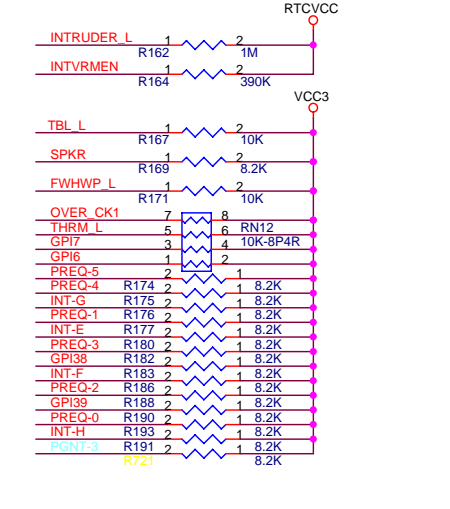 RTCVCC
INTRUDER_L 1 2
R162 1M
INTVRMEN 1 2
R164 390K
VCC3
TBL_L 1 2
R167 10K
SPKR 1 2
R169 8.2K
FWHWP_L 1 2
R171 10K
OVER_CK1 7 8
THRM_L 5 6 RN12
GPI7 3 4 10K-8P4R
GPI6 1 2
PREQ-5 2 1
PREQ-4 R174 2 1 8.2K
INT-G R175 2 1 8.2K
PREQ-1 R176 2 1 8.2K
INT-E R177 2 1 8.2K
PREQ-3 R180 2 1 8.2K
GPI38 R182 2 1 8.2K
INT-F R183 2 1 8.2K
PREQ-2 R186 2 1 8.2K
GPI39 R188 2 1 8.2K
PREQ-0 R190 2 1 8.2K
INT-H R193 2 1 8.2K
PGNT-3 R191 2 1 8.2K
R721 8.2K